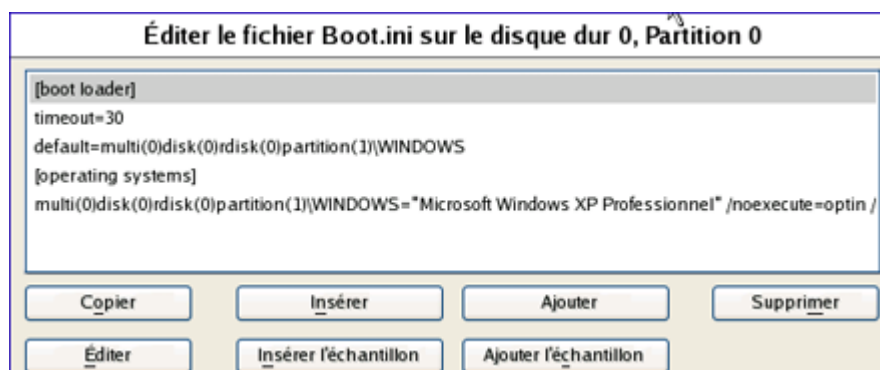 Éditer le fichier Boot.ini sur le disque dur 0, Partition 0
[boot loader]
timeout=30
default=multi(0)disk(0)rdisk(0)partition(1)\WINDOWS
[operating systems]
multi(0)disk(0)rdisk(0)partition(1)\WINDOWS="Microsoft Windows XP Professionnel" /noexecute=optin /
Copier Insérer Ajouter Supprimer
Éditer Insérer l'échantillon Ajouter l'échantillon